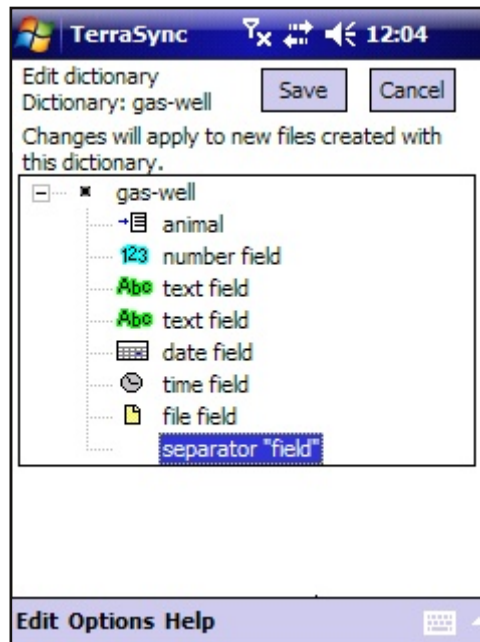 TerraSync 12:04
Edit dictionary
Dictionary: gas-well
Save Cancel
Changes will apply to new files created with
this dictionary.
gas-well
animal
123 number field
Abc text field
Abc text field
date field
time field
file field
separator "field"
Edit Options Help